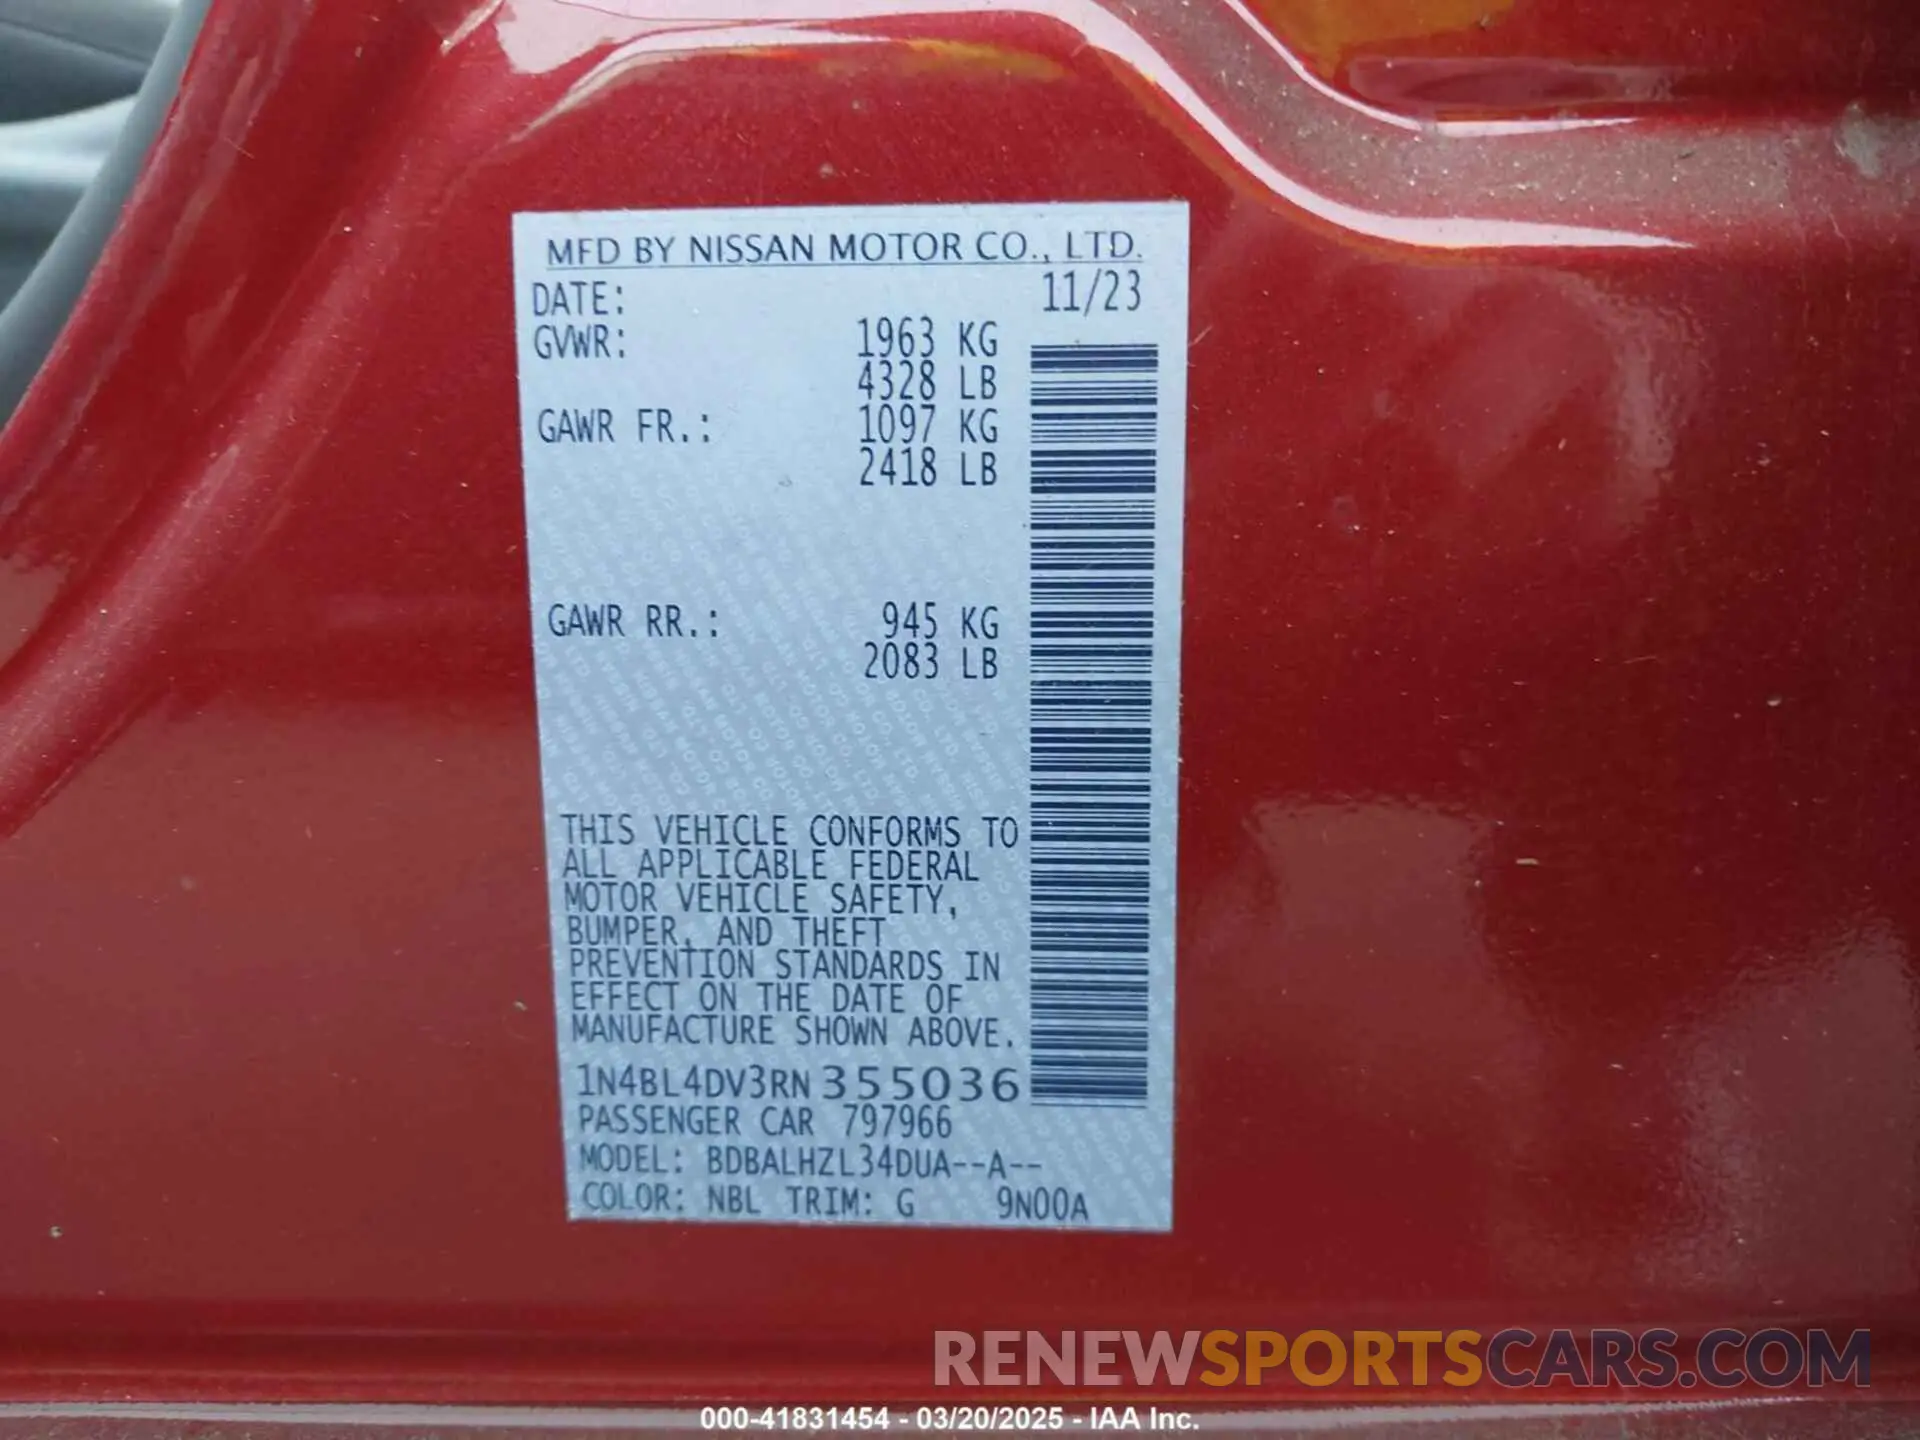 MFD BY NISSAN MOTOR CO., LTD.
DATE: 11/23
GVWR: 1963 KG
4328 LB
GAWR FR.: 1097 KG
2418 LB
GAWR RR.: 945 KG
2083 LB
THIS VEHICLE CONFORMS TO
ALL APPLICABLE FEDERAL
MOTOR VEHICLE SAFETY,
BUMPER, AND THEFT
PREVENTION STANDARDS IN
EFFECT ON THE DATE OF
MANUFACTURE SHOWN ABOVE.
1N4BL4DV3RN355036
PASSENGER CAR 797966
MODEL: BDBALHZL34DUA--A--
COLOR: NBL TRIM: G 9N00A
RENEWSPORTSCARS.COM
000-41831454 - 03/20/2025 - IAA Inc.